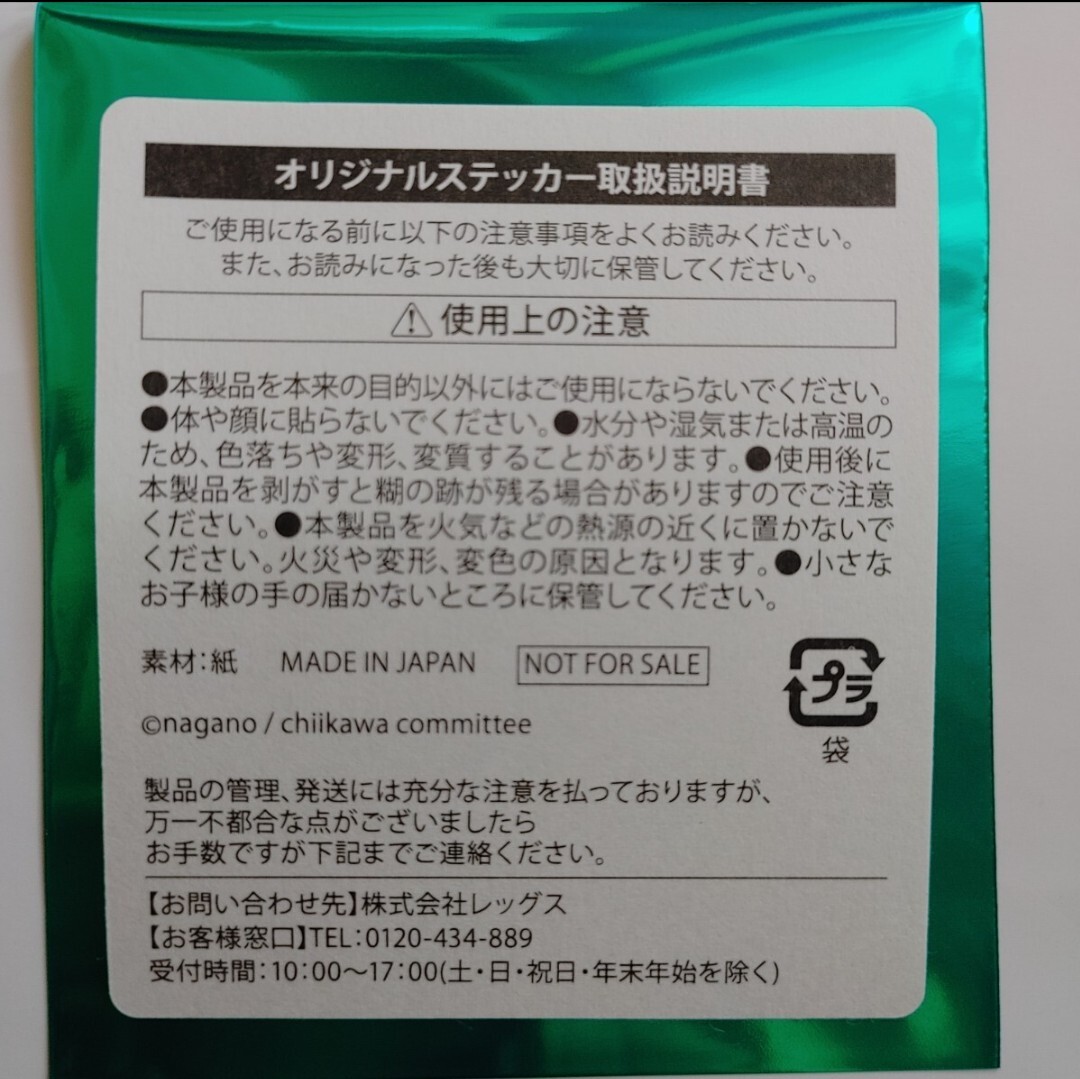 オリジナルステッカー取扱説明書
ご使用になる前に以下の注意事項をよくお読みください。
また、お読みになった後も大切に保管してください。
⚠使用上の注意
●本製品を本来の目的以外にはご使用にならないでください。
●体や顔に貼らないでください。●水分や湿気または高温の
ため、色落ちや変形、変質することがあります。●使用後に
本製品を剥がすと糊の跡が残る場合がありますのでご注意
ください。●本製品を火気などの熱源の近くに置かないで
ください。火災や変形、変色の原因となります。●小さな
お子様の手の届かないところに保管してください。
素材：紙 MADE IN JAPAN NOT FOR SALE
プラ
袋
©nagano / chiikawa committee
製品の管理、発送には充分な注意を払っておりますが、
万一不都合な点がございましたら
お手数ですが下記までご連絡ください。
【お問い合わせ先】株式会社レッグス
【お客様窓口】TEL：0120-434-889
受付時間：10：00～17：00(土・日・祝日・年末年始を除く)